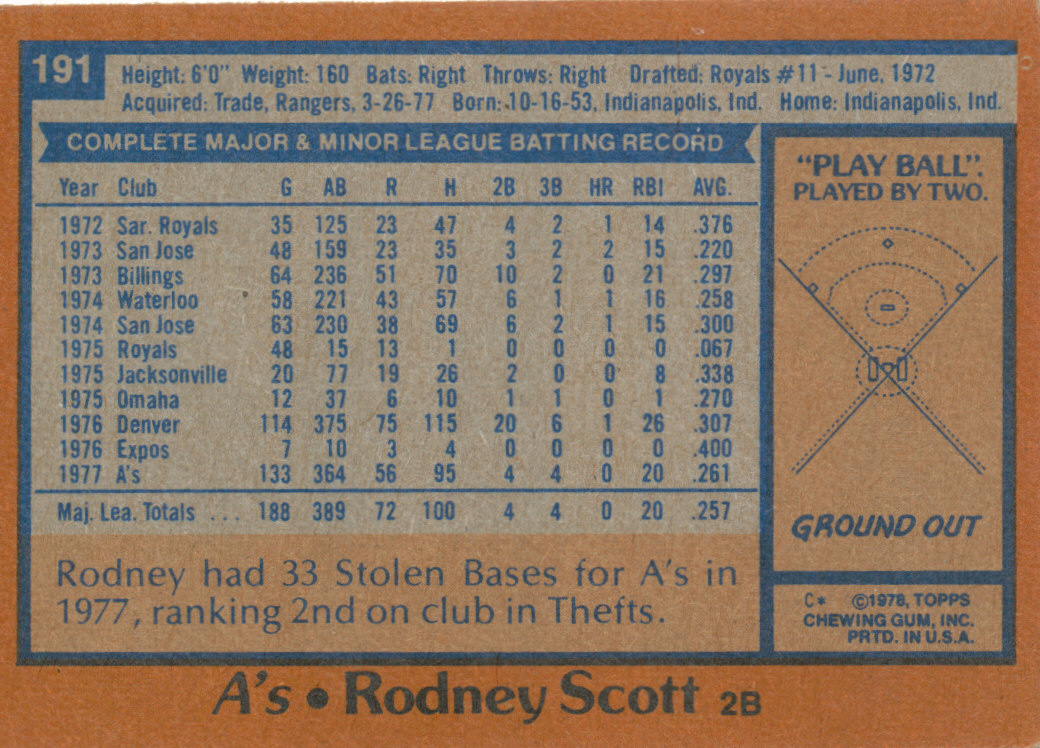 191
Height: 6'0" Weight: 160 Bats: Right Throws: Right Drafted: Royals #11 - June, 1972
Acquired: Trade, Rangers, 3-26-77 Born: 10-16-53, Indianapolis, Ind. Home: Indianapolis, Ind.
COMPLETE MAJOR & MINOR LEAGUE BATTING RECORD
Year Club G AB R H 2B 3B HR RBI AVG.
1972 Sar. Royals 35 125 23 47 4 2 1 14 .376
1973 San Jose 48 159 23 35 3 2 2 15 .220
1973 Billings 64 236 51 70 10 2 0 21 .297
1974 Waterloo 58 221 43 57 6 1 1 16 .258
1974 San Jose 63 230 38 69 6 2 1 15 .300
1975 Royals 48 15 13 1 0 0 0 0 .067
1975 Jacksonville 20 77 19 26 2 0 0 8 .338
1975 Omaha 12 37 6 10 1 1 0 1 .270
1976 Denver 114 375 75 115 20 6 1 26 .307
1976 Expos 7 10 3 4 0 0 0 0 .400
1977 A's 133 364 56 95 4 4 0 20 .261
Maj. Lea. Totals ... 188 389 72 100 4 4 0 20 .257
Rodney had 33 Stolen Bases for A's in
1977, ranking 2nd on club in Thefts.
"PLAY BALL":
PLAYED BY TWO.
GROUND OUT
C* ©1978, TOPPS
CHEWING GUM, INC.
PRTD. IN U.S.A.
A's • Rodney Scott 2B